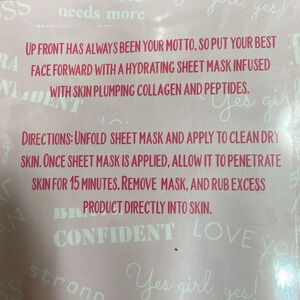 needs more
UP FRONT HAS ALWAYS BEEN YOUR MOTTO, SO PUT YOUR BEST
FACE FORWARD WITH A HYDRATING SHEET MASK INFUSED
WITH SKIN PLUMPING COLLAGEN AND PEPTIDES.
CONFIDENT
Yes girl,
DIRECTIONS: UNFOLD SHEET MASK AND APPLY TO CLEAN DRY
SKIN. ONCE SHEET MASK IS APPLIED, ALLOW IT TO PENETRATE
SKIN FOR 15 MINUTES. REMOVE MASK, AND RUB EXCESS
PRODUCT DIRECTLY INTO SKIN.
CONFIDENT
LOVE YOU
strong
Yes girl, yes!